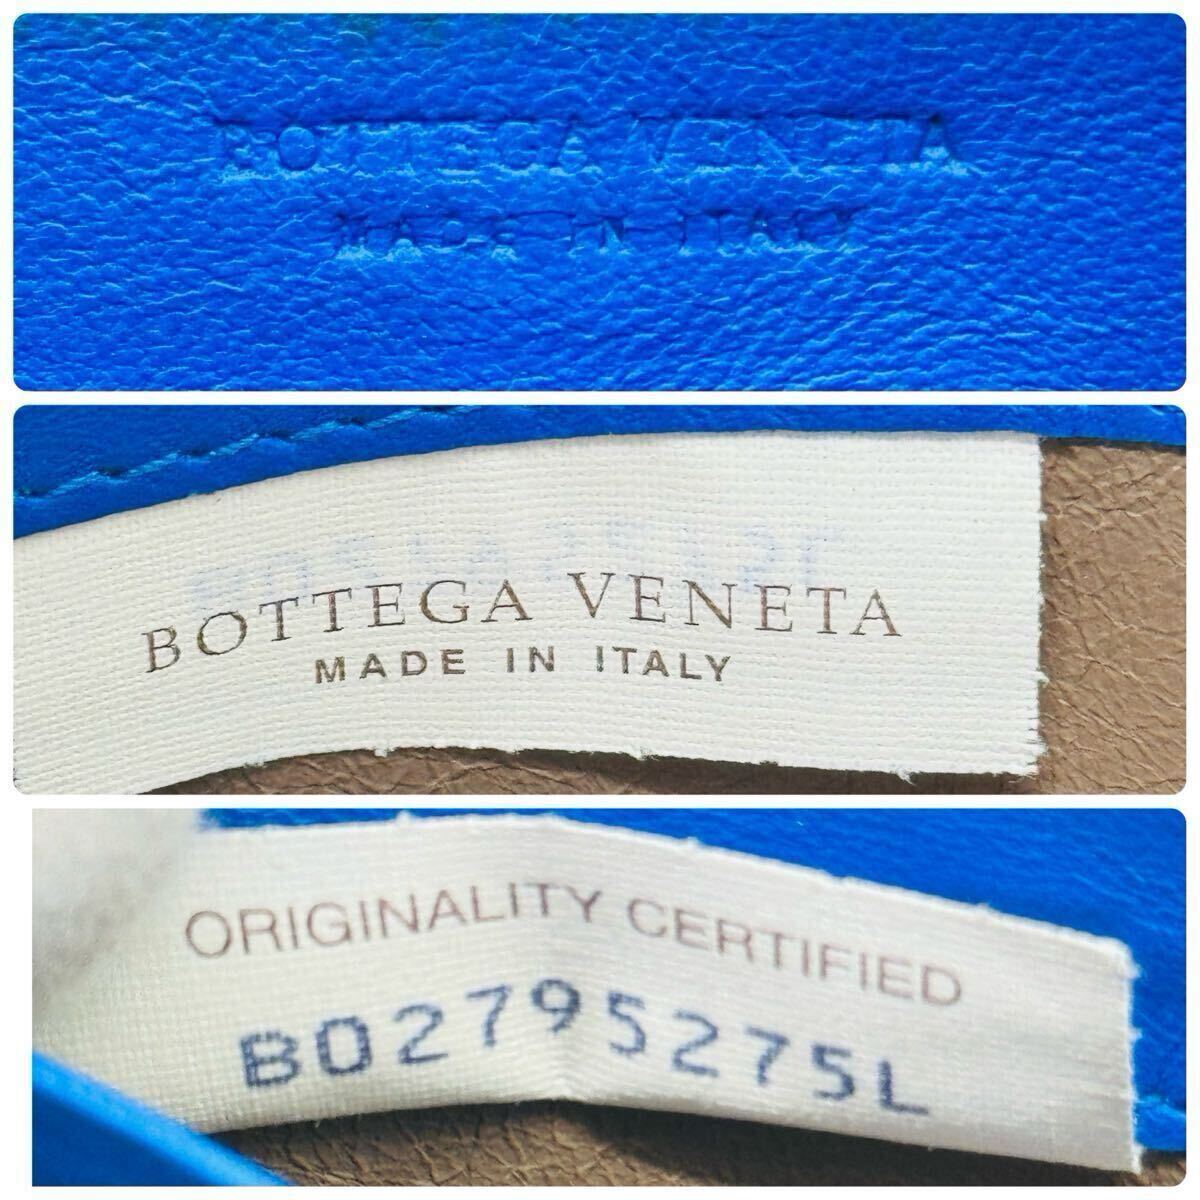 BOTTEGA VENETA
MADE IN ITALY
BOTTEGA VENETA
MADE IN ITALY
ORIGINALITY CERTIFIED
B02795275L